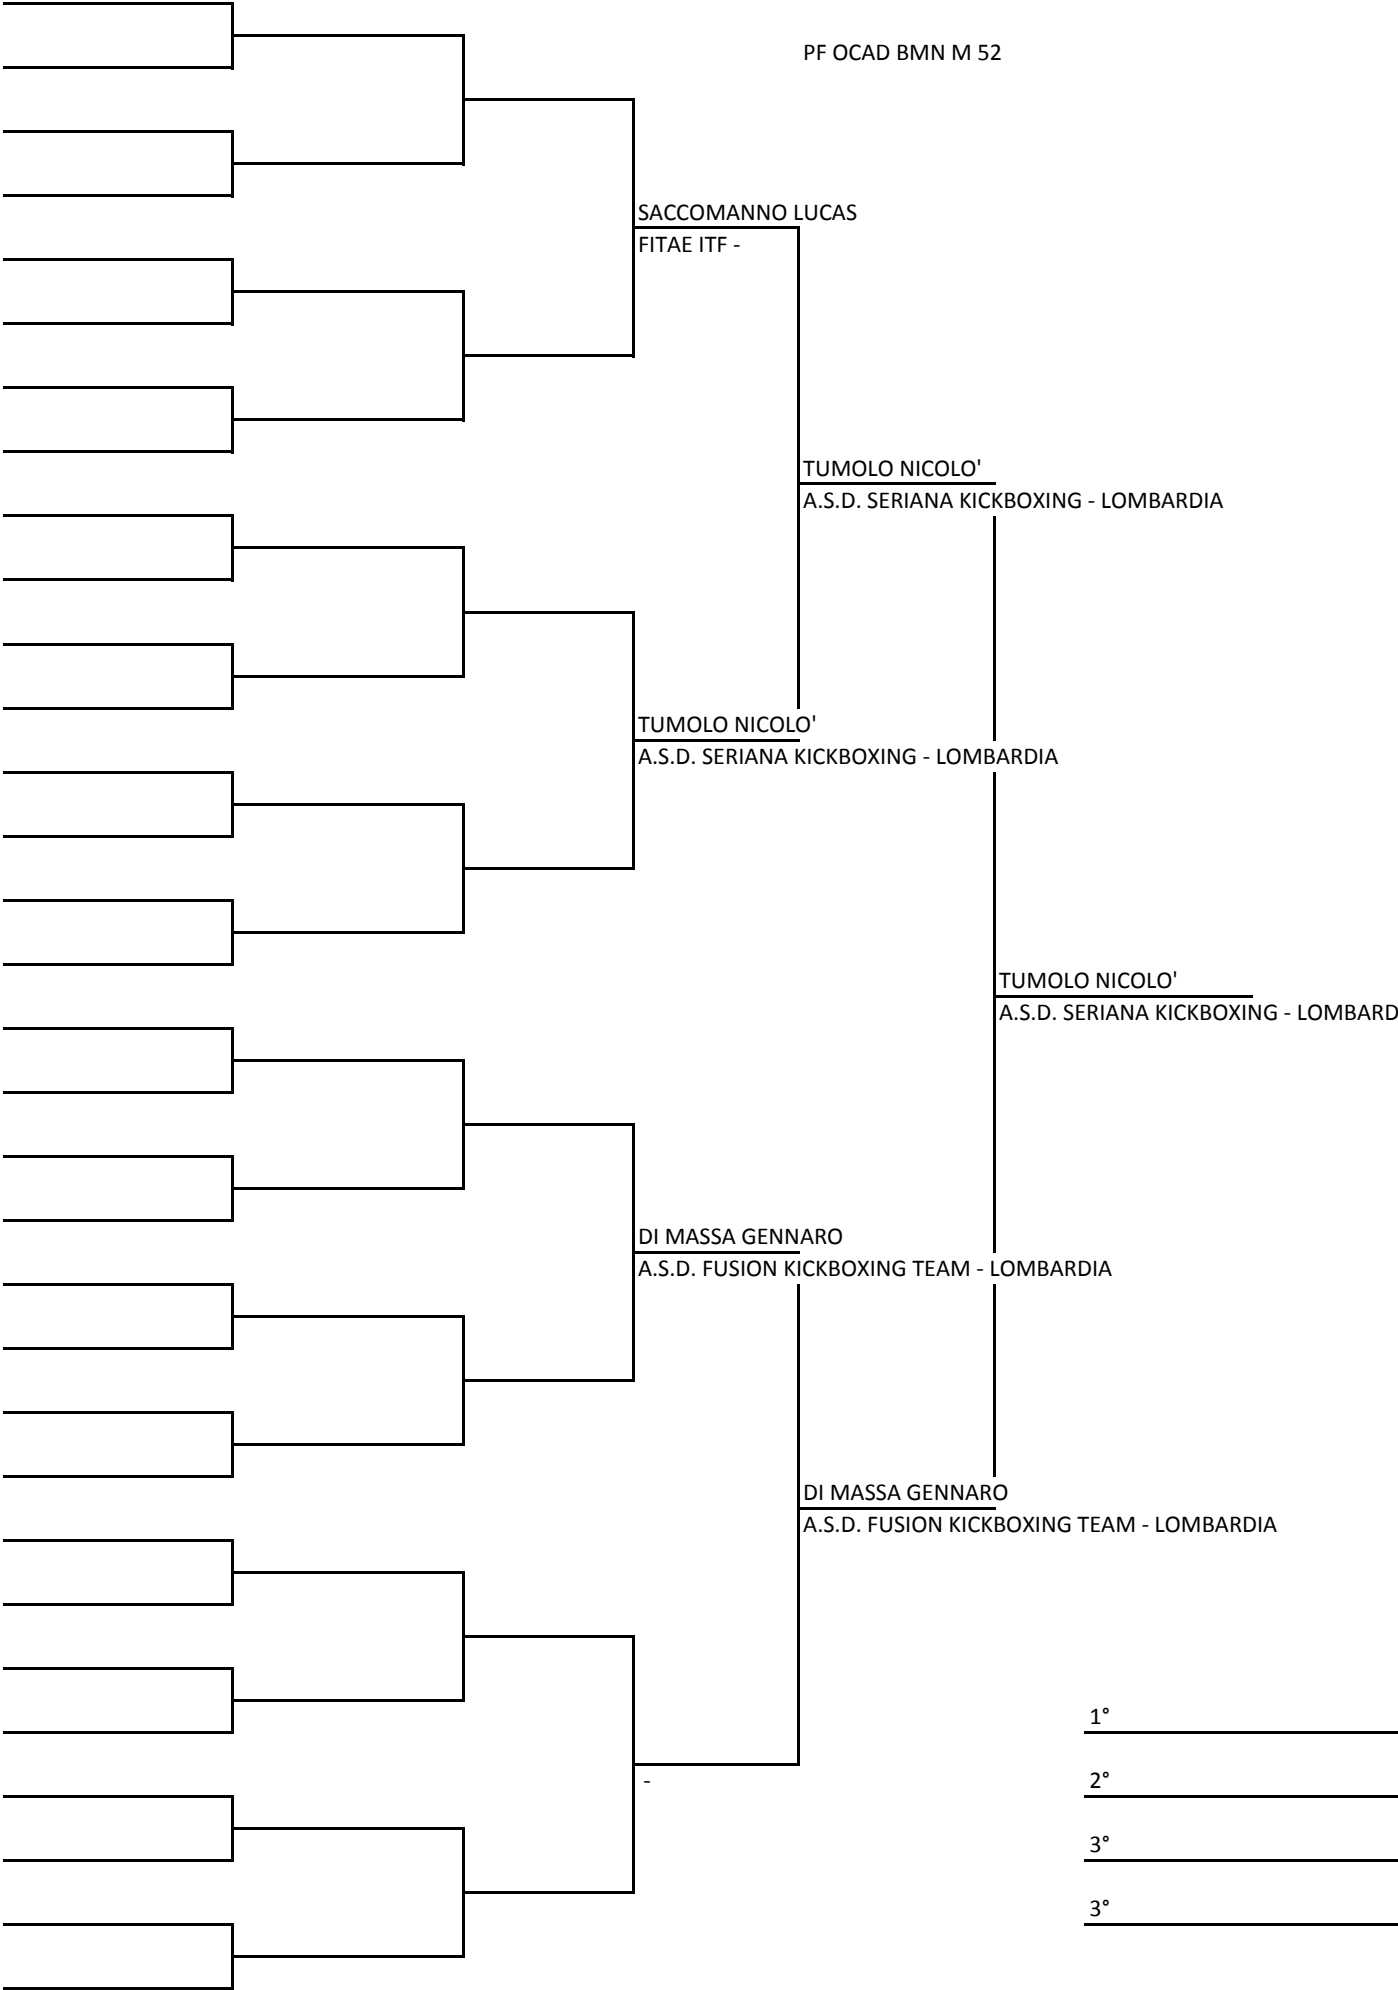 PF OCAD BMN M 52
SACCOMANNO LUCAS
FITAE ITF -
TUMOLO NICOLO'
A.S.D. SERIANA KICKBOXING - LOMBARDIA
TUMOLO NICOLO'
A.S.D. SERIANA KICKBOXING - LOMBARDIA
TUMOLO NICOLO'
A.S.D. SERIANA KICKBOXING - LOMBARD
DI MASSA GENNARO
A.S.D. FUSION KICKBOXING TEAM - LOMBARDIA
DI MASSA GENNARO
A.S.D. FUSION KICKBOXING TEAM - LOMBARDIA
1°
-
2°
3°
3°